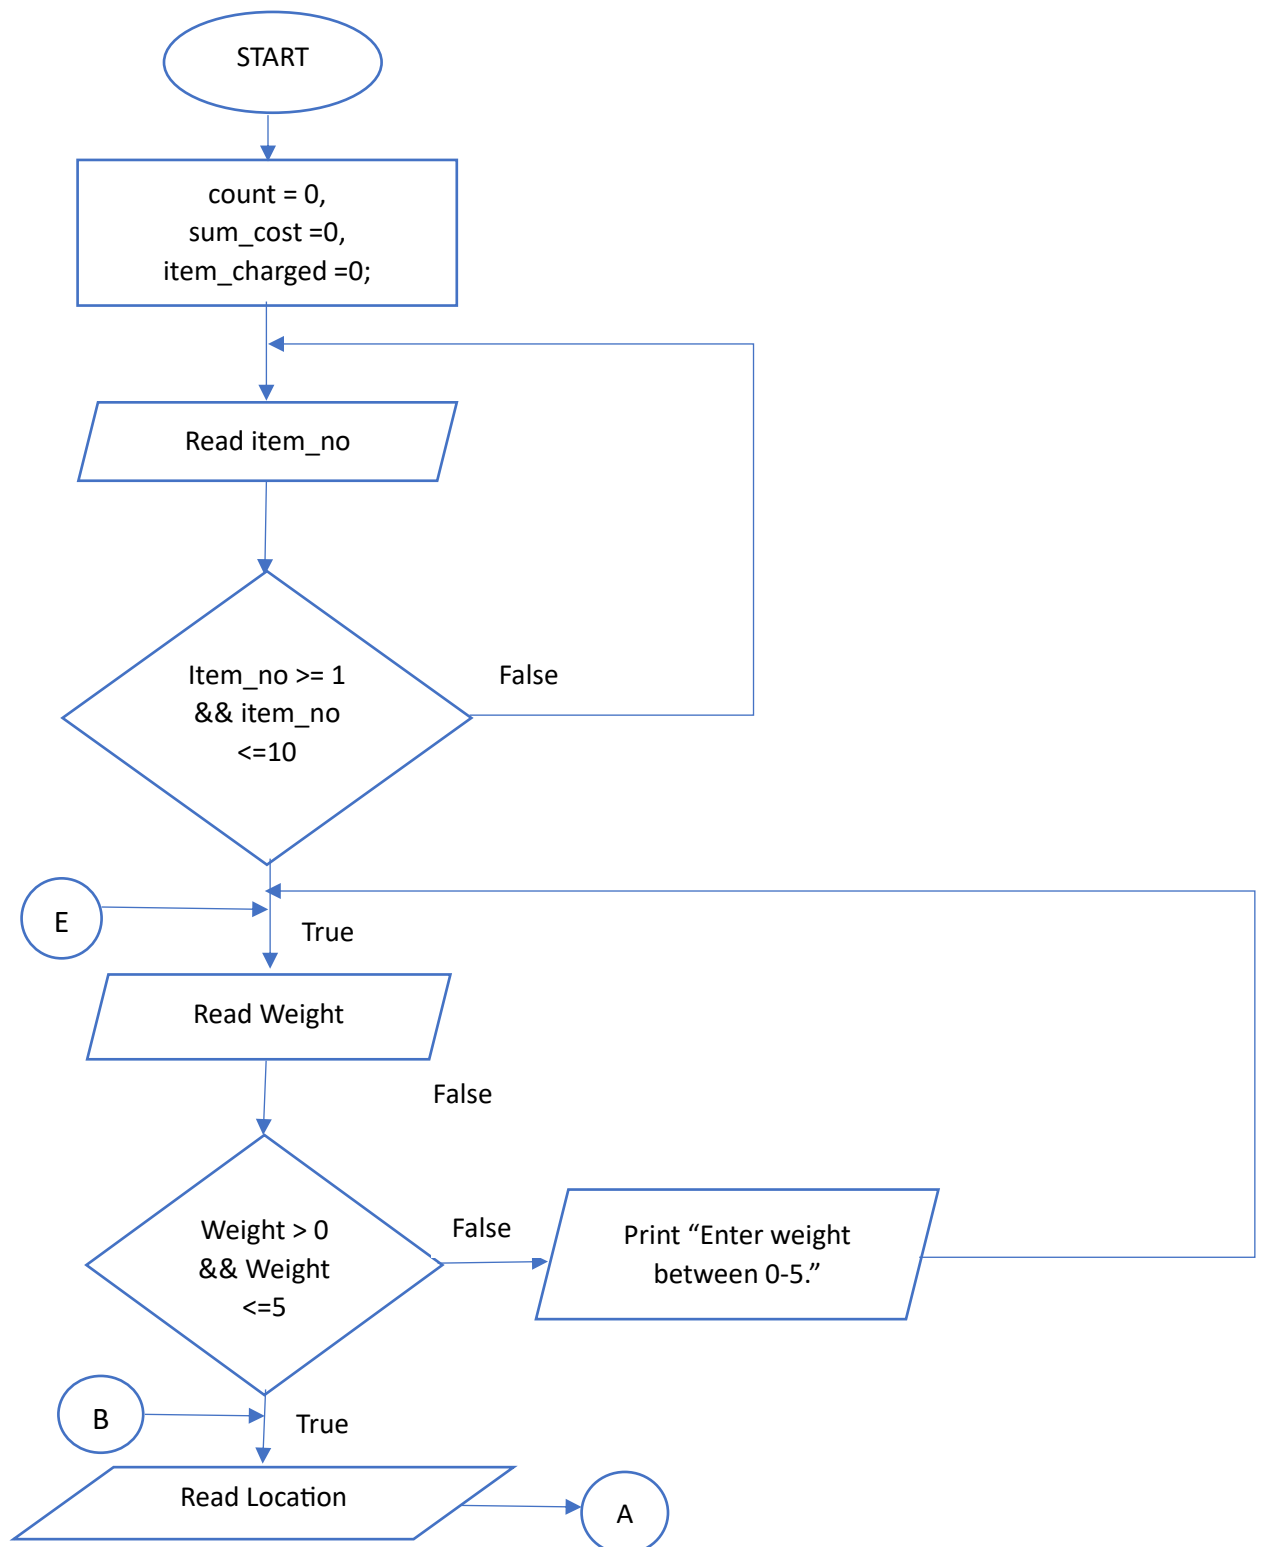 START
count = 0,
sum_cost =0,
item_charged =0;
Read item_no
Item_no >= 1
&& item_no
<=10
False
E
True
Read Weight
False
Weight > 0
&& Weight
<=5
False
Print “Enter weight
between 0-5.”
B
True
Read Location
A